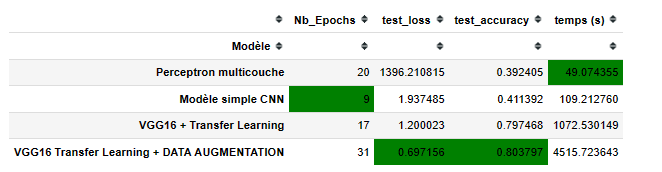 Nb_Epochs test_loss test_accuracy temps (s)
Modèle
Perceptron multicouche 20 1396.210815 0.392405 49.074355
Modèle simple CNN 9 1.937485 0.411392 109.212760
VGG16 + Transfer Learning 17 1.200023 0.797468 1072.530149
VGG16 Transfer Learning + DATA AUGMENTATION 31 0.697156 0.803797 4515.723643